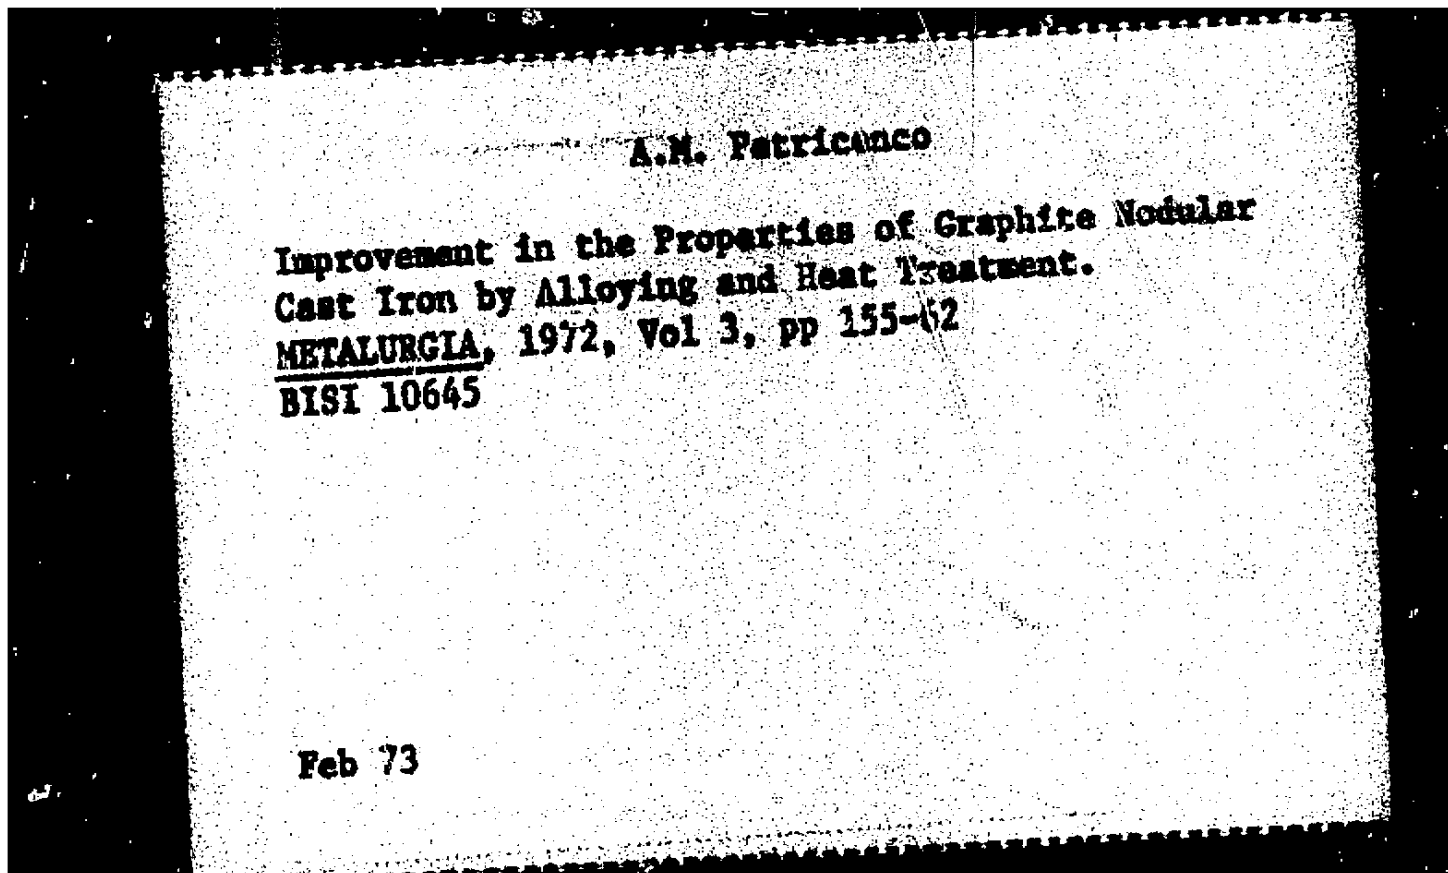 A.M. Patricanco
Improvement in the Properties of Graphite Nodular
Cast Iron by Alloying and Heat Treatment.
METALURGIA, 1972, Vol 3, pp 155-62
BISI 10645
Feb 73